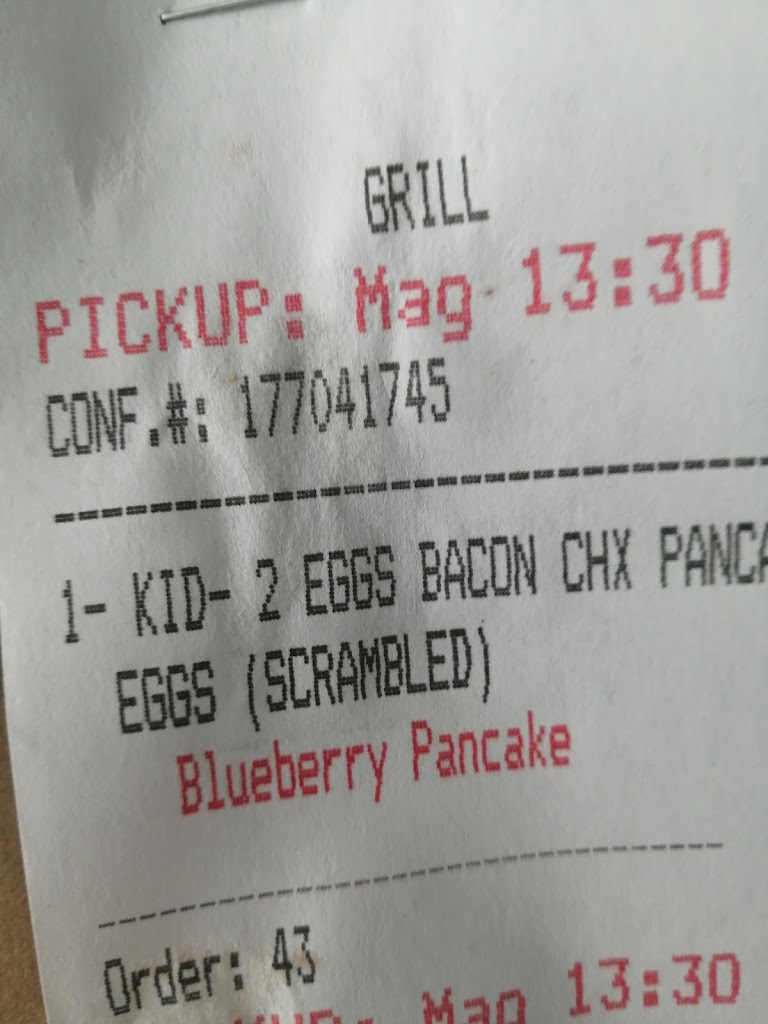 GRILL
PICKUP: Mag 13:30
CONF.#: 177041745
1- KID- 2 EGGS BACON CHX PANCA
EGGS (SCRAMBLED)
Blueberry Pancake
Order: 43
Mag 13:30